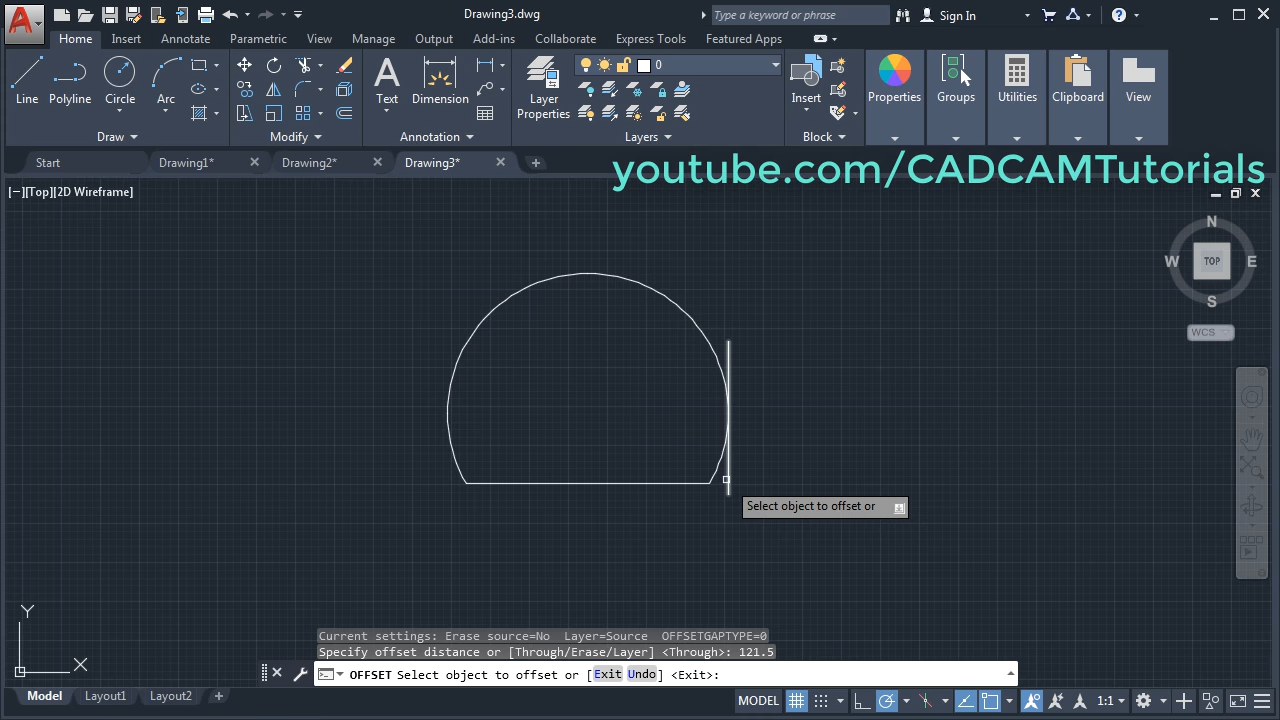 Drawing3.dwg
Type a keyword or phrase
Sign In
Home Insert Annotate Parametric View Manage Output Add-ins Collaborate Express Tools Featured Apps
0
Line Polyline Circle Arc
Text Dimension
Layer
Properties
Insert
Properties Groups Utilities Clipboard View
Draw Modify Annotation Layers Block
Start Drawing1* Drawing2* Drawing3*
youtube.com/CADCAMTutorials
[−][Top][2D Wireframe]
N
W TOP E
S
WCS
Select object to offset or
Y
X
Current settings: Erase source=No Layer=Source OFFSETGAPTYPE=0
Specify offset distance or [Through/Erase/Layer] <Through>: 121.5
OFFSET Select object to offset or [Exit Undo] <Exit>:
Model Layout1 Layout2
MODEL 1:1